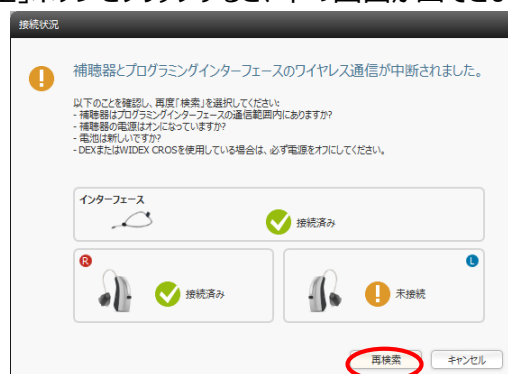 接続状況
補聴器とプログラミングインターフェースのワイヤレス通信が中断されました。
以下のことを確認し、再度「検索」を選択してください:
- 補聴器はプログラミングインターフェースの通信範囲内にありますか?
- 補聴器の電源はオンになっていますか?
- 電池は新しいですか?
- DEXまたはWIDEX CROSを使用している場合は、必ず電源をオフにしてください。
インターフェース
接続済み
R
接続済み
L
未接続
再検索
キャンセル